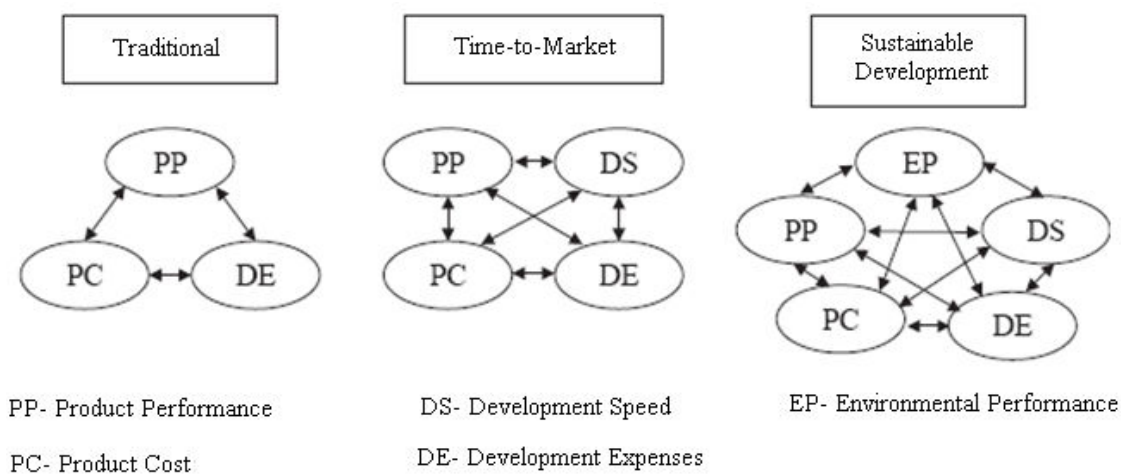 Traditional
Time-to-Market
Sustainable
Development
PP
PC
DE
PP
DS
PC
DE
EP
PP
DS
PC
DE
PP- Product Performance
DS- Development Speed
EP- Environmental Performance
PC- Product Cost
DE- Development Expenses